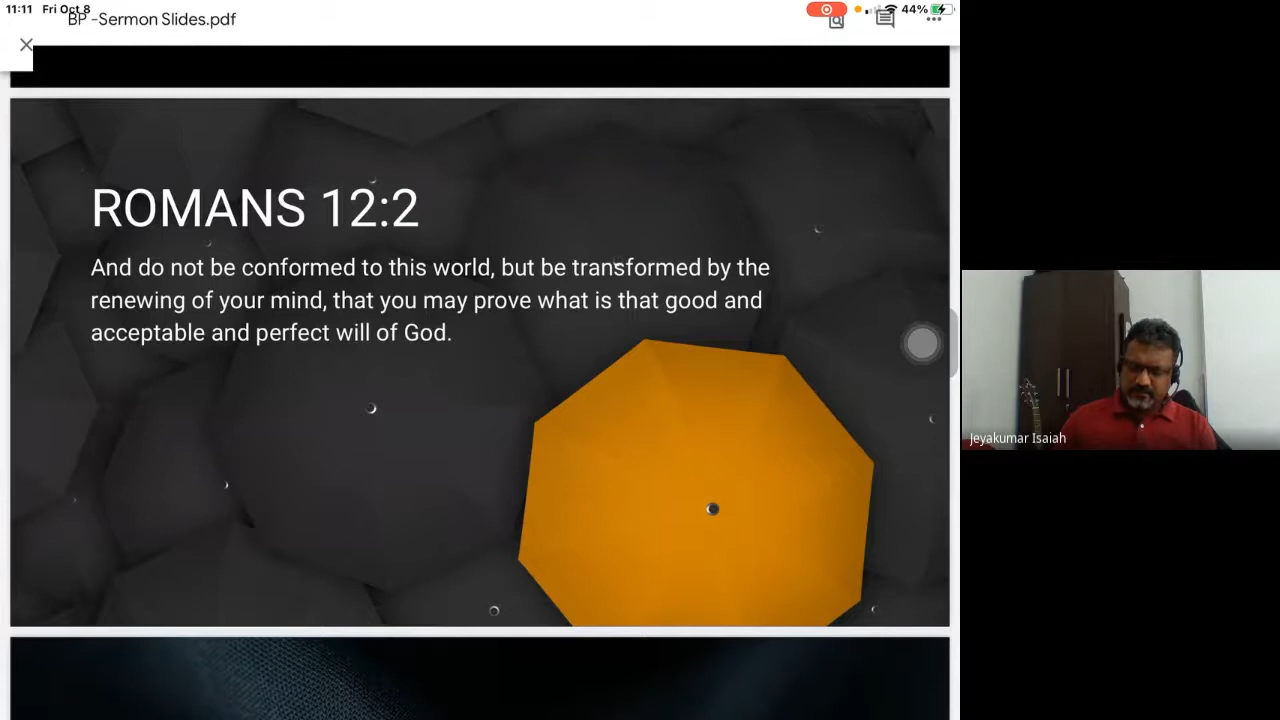 11:11 Fri Oct 8
44%
BP -Sermon Slides.pdf
ROMANS 12:2
And do not be conformed to this world, but be transformed by the
renewing of your mind, that you may prove what is that good and
acceptable and perfect will of God.
Jeyakumar Isaiah